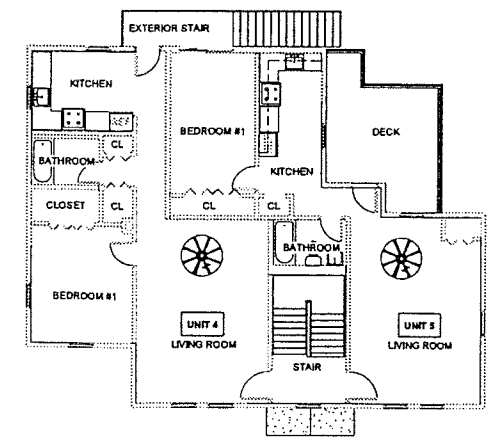 EXTERIOR STAIR
KITCHEN
REF
CL
BEDROOM #1
DECK
BATHROOM
KITCHEN
CLOSET
CL
CL
CL
BATHROOM
BEDROOM #1
UNIT 4
LIVING ROOM
UNIT 5
LIVING ROOM
STAIR